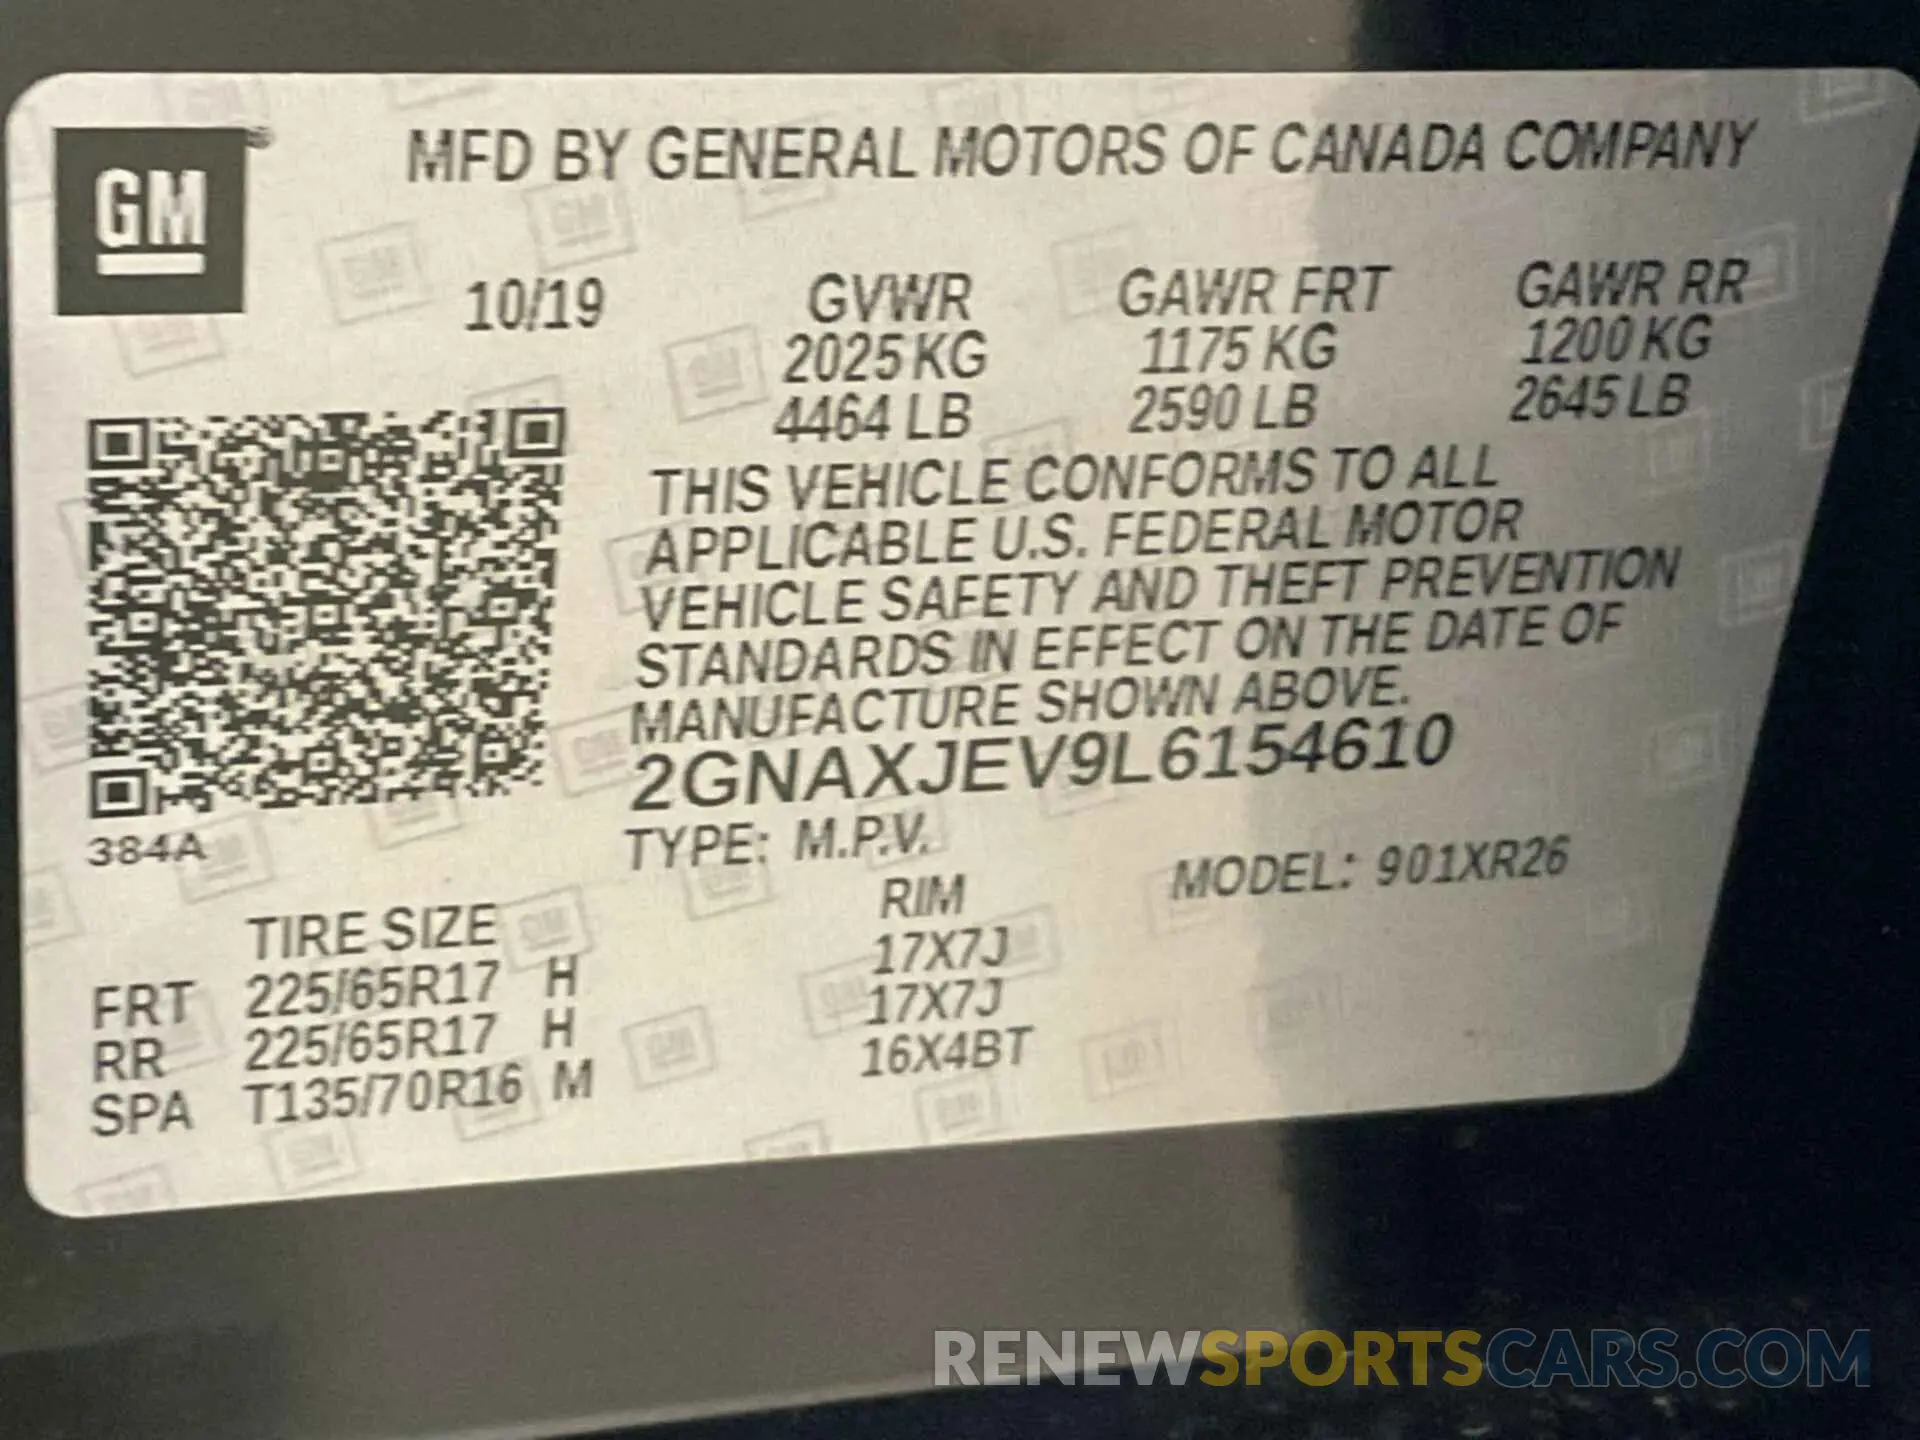 GM
MFD BY GENERAL MOTORS OF CANADA COMPANY
10/19 GVWR GAWR FRT GAWR RR
2025 KG 1175 KG 1200 KG
4464 LB 2590 LB 2645 LB
THIS VEHICLE CONFORMS TO ALL
APPLICABLE U.S. FEDERAL MOTOR
VEHICLE SAFETY AND THEFT PREVENTION
STANDARDS IN EFFECT ON THE DATE OF
MANUFACTURE SHOWN ABOVE.
2GNAXJEV9L6154610
384A
TYPE: M.P.V. MODEL: 901XR26
TIRE SIZE RIM
FRT 225/65R17 H 17X7J
RR 225/65R17 H 17X7J
SPA T135/70R16 M 16X4BT
RENEWSPORTSCARS.COM